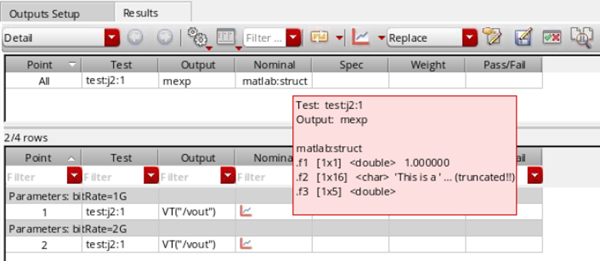 Outputs Setup Results
Detail Filter ... Replace
Point Test Output Nominal Spec Weight Pass/Fail
All test:j2:1 mexp matlab:struct
Test: test:j2:1
Output: mexp
matlab:struct
.f1 [1x1] <double> 1.000000
.f2 [1x16] <char> 'This is a ' ... (truncated!!)
.f3 [1x5] <double>
2/4 rows
Point Test Output Nomina Fail
Filter Filter Filter Filter
Parameters: bitRate=1G
1 test:j2:1 VT("/vout")
Parameters: bitRate=2G
2 test:j2:1 VT("/vout")